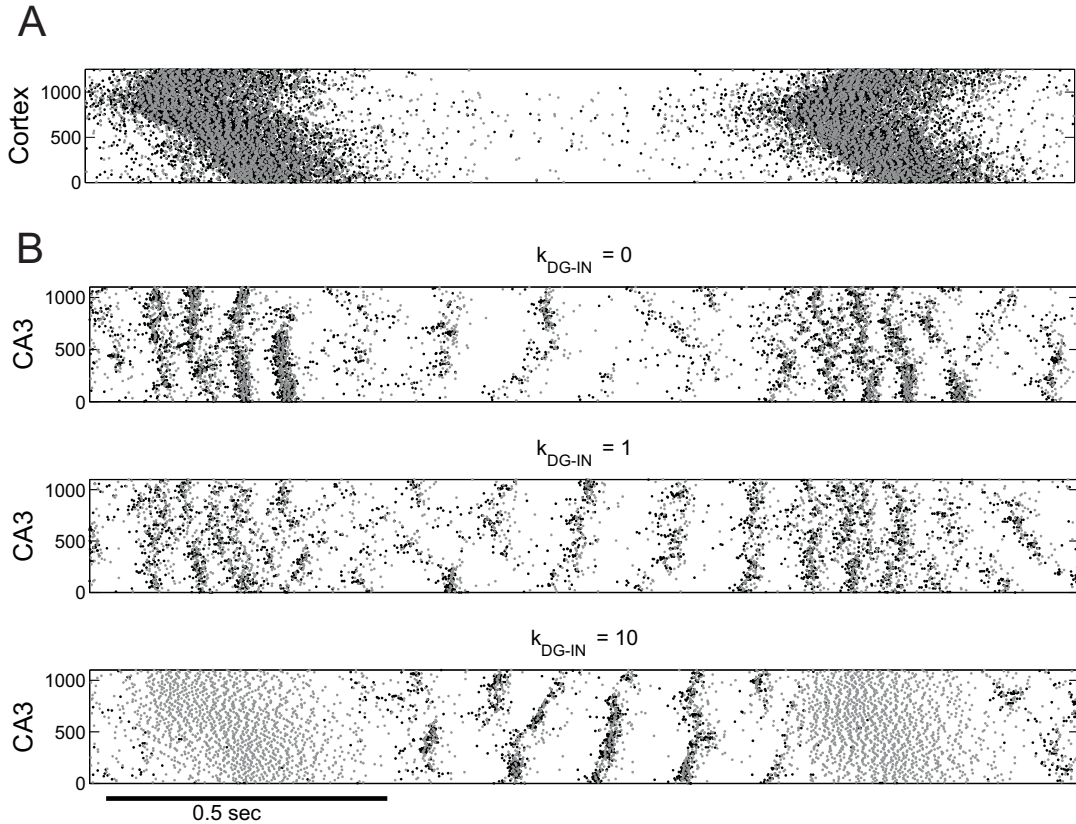 A
Cortex
1000
500
0
B
k_DG-IN = 0
CA3
1000
500
0
k_DG-IN = 1
CA3
1000
500
0
k_DG-IN = 10
CA3
1000
500
0
0.5 sec